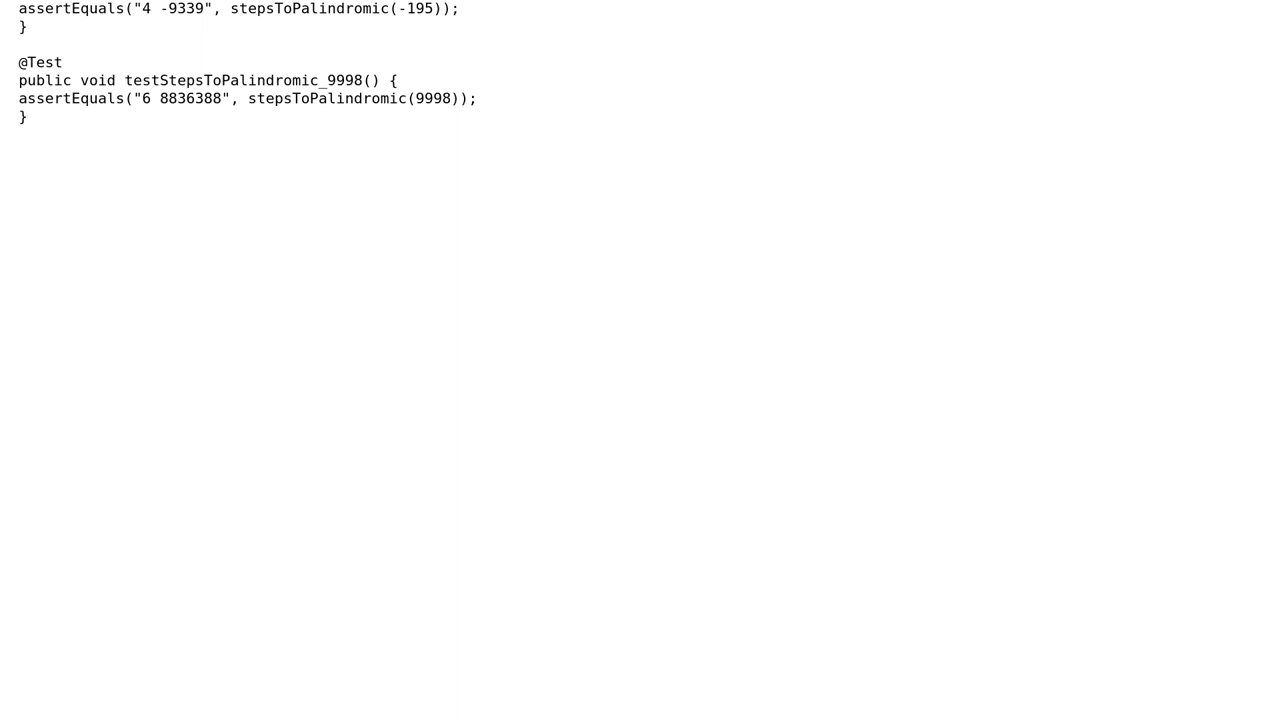 assertEquals("4 -9339", stepsToPalindromic(-195));
}
@Test
public void testStepsToPalindromic_9998() {
assertEquals("6 8836388", stepsToPalindromic(9998));
}